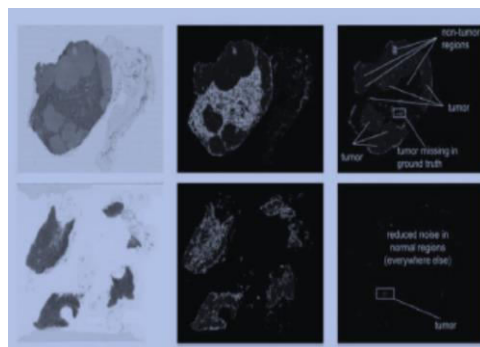 non-tumor
regions
tumor
tumor
tumor missing in
ground truth
reduced noise in
normal regions
(everywhere else)
tumor